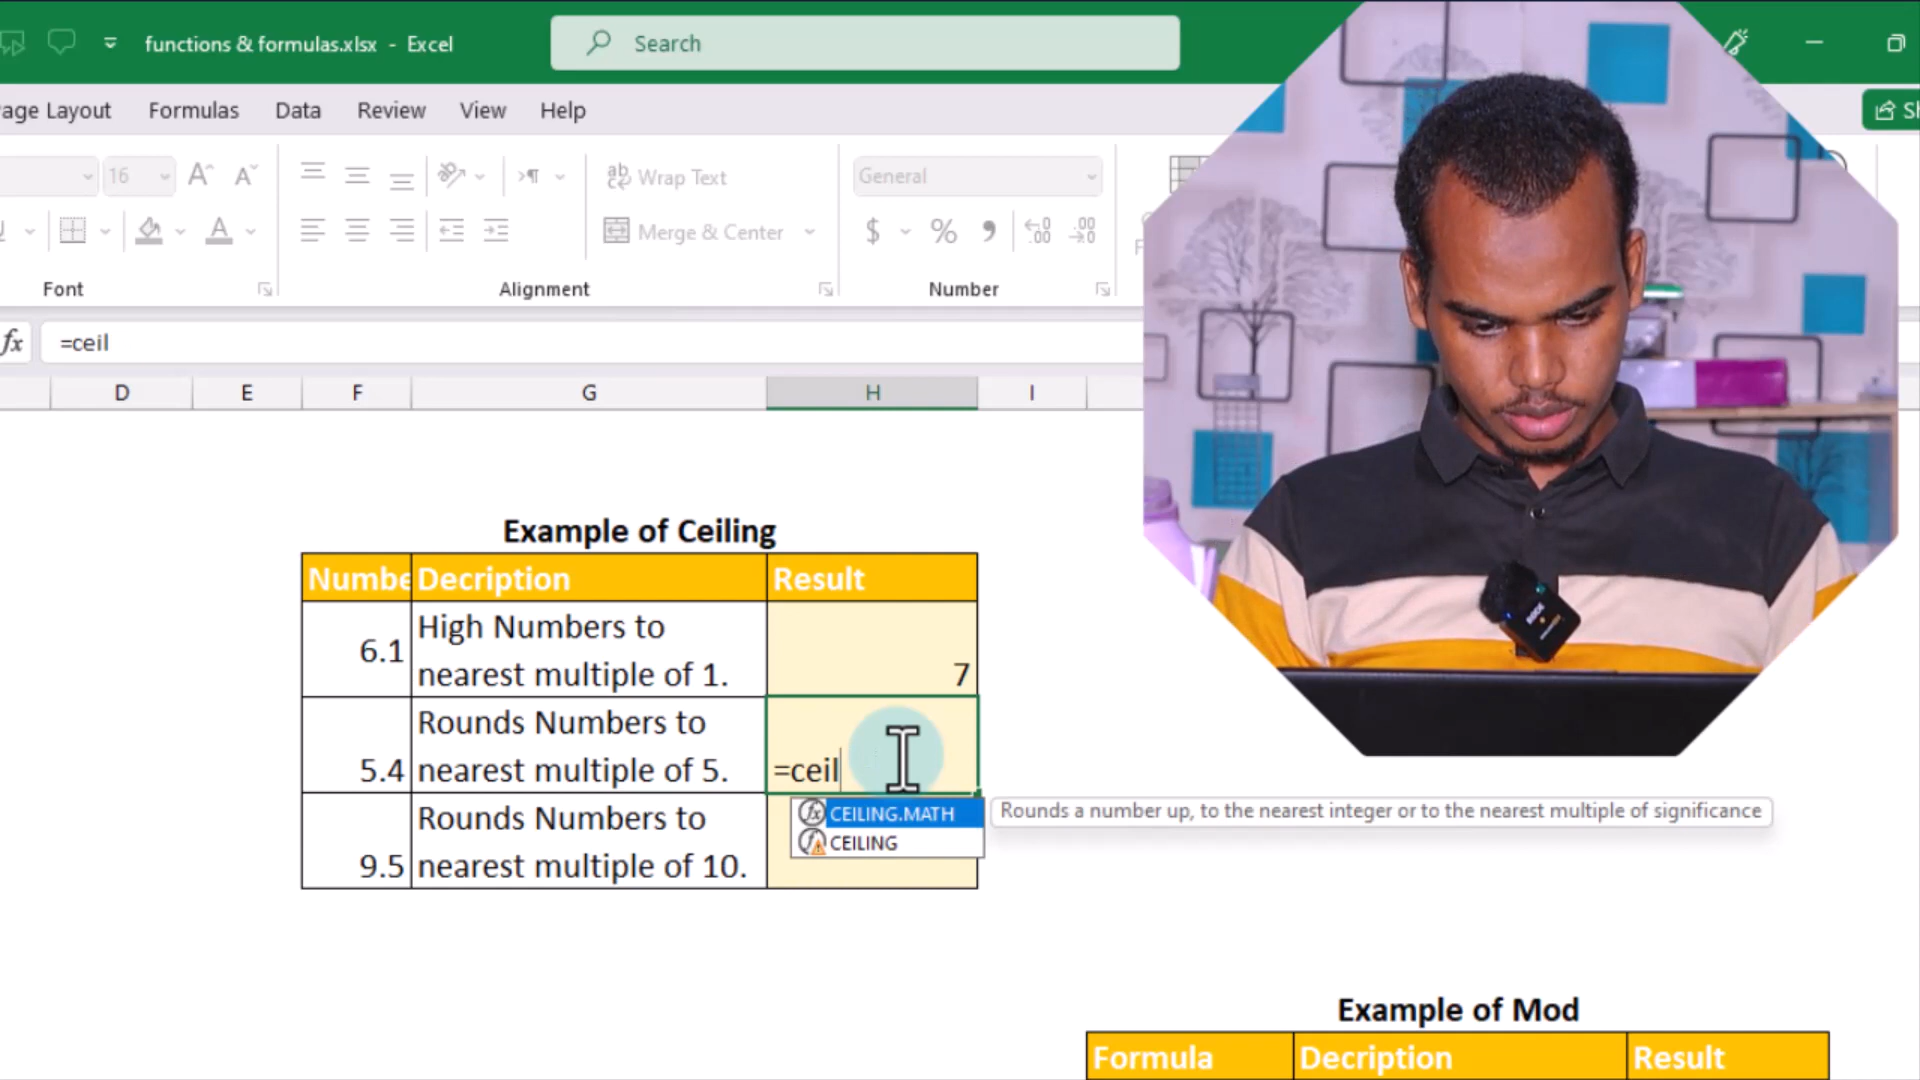 functions & formulas.xlsx - Excel
Search
age Layout Formulas Data Review View Help
16 A A
ab Wrap Text
General
Merge & Center
$ % 9 .00 .00
Font Alignment Number
fx =ceil
D E F G H I
Example of Ceiling
Numbe Decription Result
6.1 High Numbers to
nearest multiple of 1. 7
Rounds Numbers to
5.4 nearest multiple of 5. =ceil
CEILING.MATH Rounds a number up, to the nearest integer or to the nearest multiple of significance
Rounds Numbers to
CEILING
9.5 nearest multiple of 10.
Example of Mod
Formula Decription Result